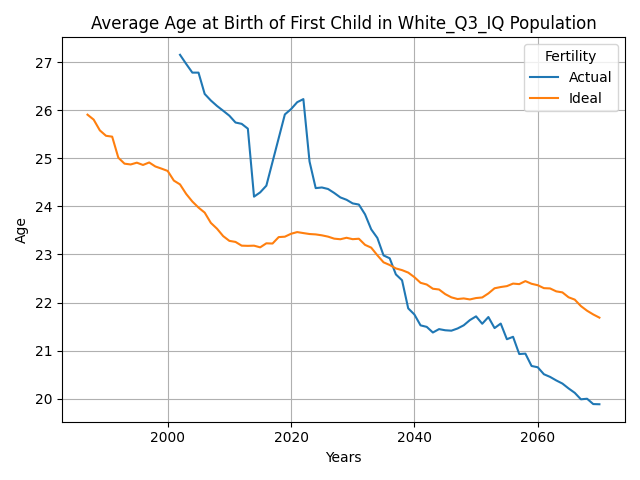 Average Age at Birth of First Child in White_Q3_IQ Population
Fertility
Actual
Ideal
Age
27
26
25
24
23
22
21
20
2000
2020
2040
2060
Years